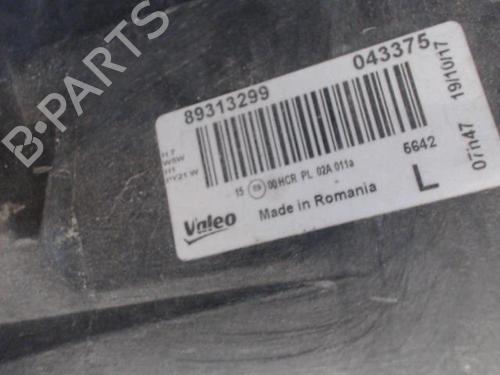 B-PARTS
89313299
043375
19/10/17
07h47
H7
W5W
H1
PY21W
15 00HCR PL 02A 011a
5642
Valeo
Made in Romania
L